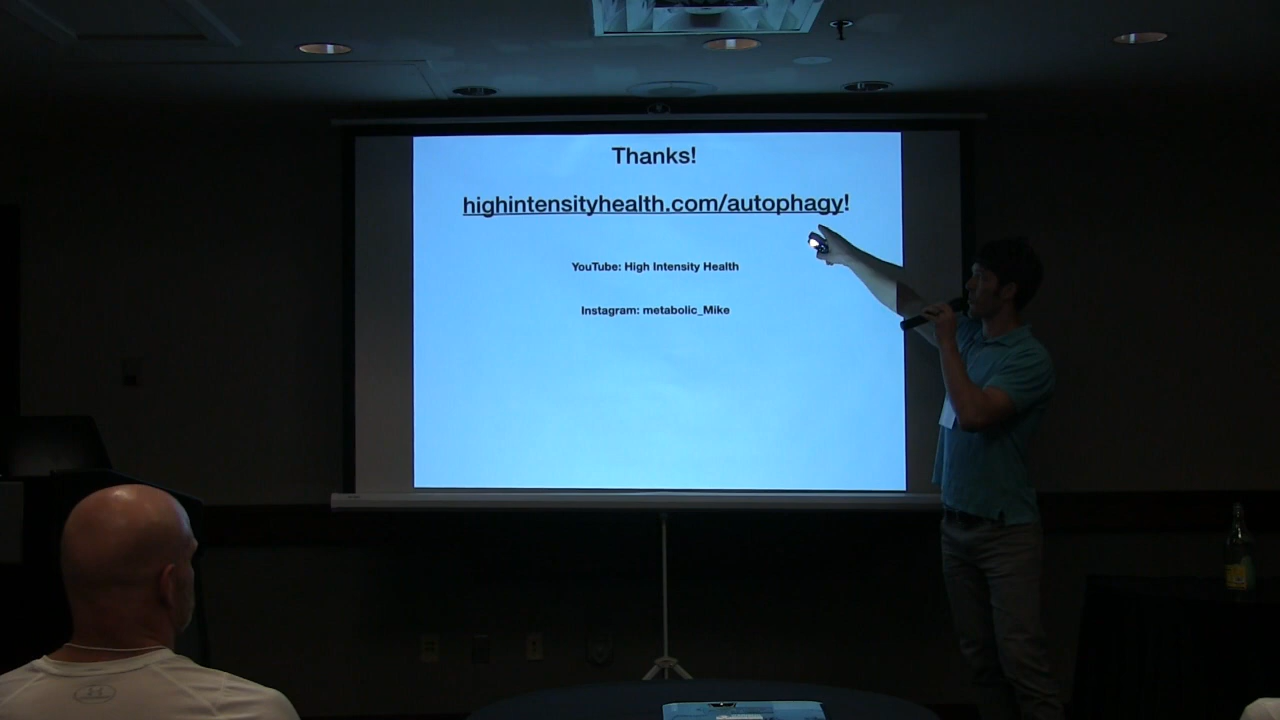 Thanks!
highintensityhealth.com/autophagy!
YouTube: High Intensity Health
Instagram: metabolic_Mike